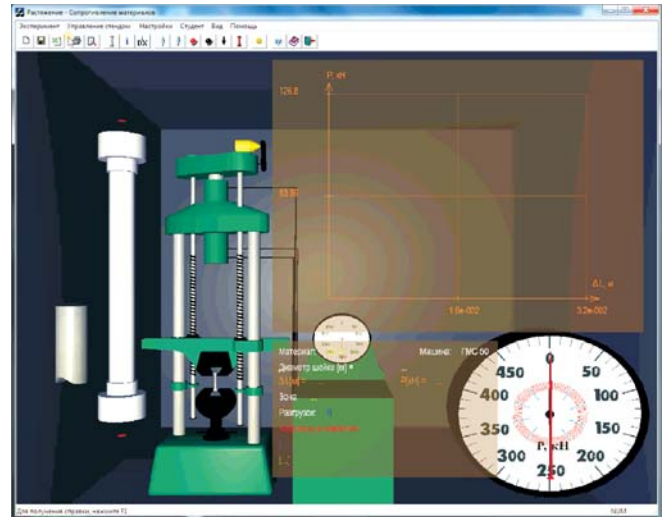 Растяжение - Сопротивление материалов
Эксперимент Управление стендом Настройки Студент Вид Помощь
P, кН
126.8
ΔL, м
1.6e-002 3.2e-002
Материал: Машина: ГМС 50
Диаметр шейки [м] =
Зона:
Разгрузок: 0
0
450 50
400 100
350 150
300 200
250
P, кН
Для получения справки, нажмите F1 NUM